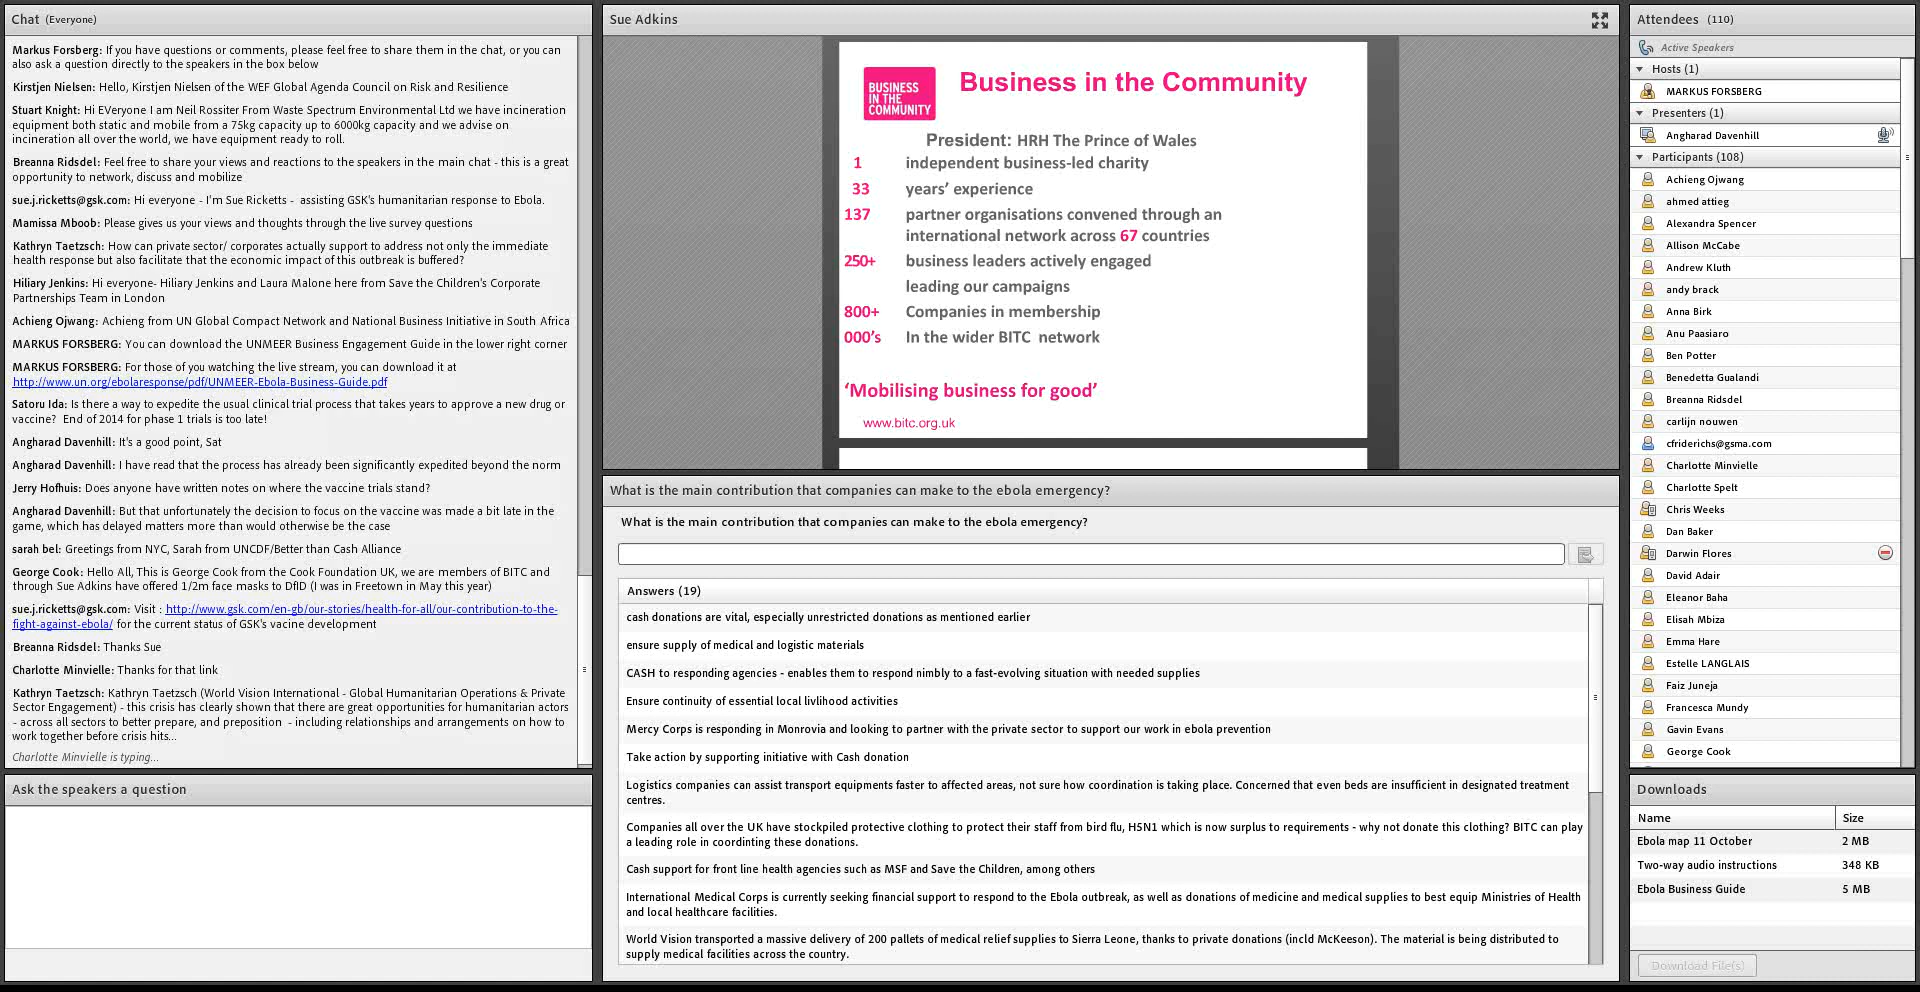 Chat (Everyone)
Markus Forsberg: If you have questions or comments, please feel free to share them in the chat, or you can
also ask a question directly to the speakers in the box below
Kirstjen Nielsen: Hello, Kirstjen Nielsen of the WEF Global Agenda Council on Risk and Resilience
Stuart Knight: Hi EVeryone I am Neil Rossiter From Waste Spectrum Environmental Ltd we have incineration
equipment both static and mobile from a 75kg capacity up to 6000kg capacity and we advise on
incineration all over the world, we have equipment ready to roll.
Breanna Ridsdel: Feel free to share your views and reactions to the speakers in the main chat - this is a great
opportunity to network, discuss and mobilize
sue.j.ricketts@gsk.com: Hi everyone - I'm Sue Ricketts - assisting GSK's humanitarian response to Ebola.
Mamissa Mboob: Please gives us your views and thoughts through the live survey questions
Kathryn Taetzsch: How can private sector/ corporates actually support to address not only the immediate
health response but also facilitate that the economic impact of this outbreak is buffered?
Hiliary Jenkins: Hi everyone- Hiliary Jenkins and Laura Malone here from Save the Children's Corporate
Partnerships Team in London
Achieng Ojwang: Achieng from UN Global Compact Network and National Business Initiative in South Africa
MARKUS FORSBERG: You can download the UNMEER Business Engagement Guide in the lower right corner
MARKUS FORSBERG: For those of you watching the live stream, you can download it at
http://www.un.org/ebolaresponse/pdf/UNMEER-Ebola-Business-Guide.pdf
Satoru Ida: Is there a way to expedite the usual clinical trial process that takes years to approve a new drug or
vaccine? End of 2014 for phase 1 trials is too late!
Angharad Davenhill: It's a good point, Sat
Angharad Davenhill: I have read that the process has already been significantly expedited beyond the norm
Jerry Hofhuis: Does anyone have written notes on where the vaccine trials stand?
Angharad Davenhill: But that unfortunately the decision to focus on the vaccine was made a bit late in the
game, which has delayed matters more than would otherwise be the case
sarah bel: Greetings from NYC, Sarah from UNCDF/Better than Cash Alliance
George Cook: Hello All, This is George Cook from the Cook Foundation UK, we are members of BITC and
through Sue Adkins have offered 1/2m face masks to DfID (I was in Freetown in May this year)
sue.j.ricketts@gsk.com: Visit : http://www.gsk.com/en-gb/our-stories/health-for-all/our-contribution-to-the-
fight-against-ebola/ for the current status of GSK's vacine development
Breanna Ridsdel: Thanks Sue
Charlotte Minvielle: Thanks for that link
Kathryn Taetzsch: Kathryn Taetzsch (World Vision International - Global Humanitarian Operations & Private
Sector Engagement) - this crisis has clearly shown that there are great opportunities for humanitarian actors
- across all sectors to better prepare, and preposition - including relationships and arrangements on how to
work together before crisis hits...
Charlotte Minvielle is typing...
Ask the speakers a question
Sue Adkins
BUSINESS
IN THE
COMMUNITY
Business in the Community
President: HRH The Prince of Wales
1 independent business-led charity
33 years’ experience
137 partner organisations convened through an
international network across 67 countries
250+ business leaders actively engaged
leading our campaigns
800+ Companies in membership
000’s In the wider BITC network
‘Mobilising business for good’
www.bitc.org.uk
What is the main contribution that companies can make to the ebola emergency?
What is the main contribution that companies can make to the ebola emergency?
Answers (19)
cash donations are vital, especially unrestricted donations as mentioned earlier
ensure supply of medical and logistic materials
CASH to responding agencies - enables them to respond nimbly to a fast-evolving situation with needed supplies
Ensure continuity of essential local livlihood activities
Mercy Corps is responding in Monrovia and looking to partner with the private sector to support our work in ebola prevention
Take action by supporting initiative with Cash donation
Logistics companies can assist transport equipments faster to affected areas, not sure how coordination is taking place. Concerned that even beds are insufficient in designated treatment
centres.
Companies all over the UK have stockpiled protective clothing to protect their staff from bird flu, H5N1 which is now surplus to requirements - why not donate this clothing? BITC can play
a leading role in coordinting these donations.
Cash support for front line health agencies such as MSF and Save the Children, among others
International Medical Corps is currently seeking financial support to respond to the Ebola outbreak, as well as donations of medicine and medical supplies to best equip Ministries of Health
and local healthcare facilities.
World Vision transported a massive delivery of 200 pallets of medical relief supplies to Sierra Leone, thanks to private donations (incld McKeeson). The material is being distributed to
supply medical facilities across the country.
Attendees (110)
Active Speakers
Hosts (1)
MARKUS FORSBERG
Presenters (1)
Angharad Davenhill
Participants (108)
Achieng Ojwang
ahmed attieg
Alexandra Spencer
Allison McCabe
Andrew Kluth
andy brack
Anna Birk
Anu Paasiaro
Ben Potter
Benedetta Gualandi
Breanna Ridsdel
carlijn nouwen
cfriderichs@gsma.com
Charlotte Minvielle
Charlotte Spelt
Chris Weeks
Dan Baker
Darwin Flores
David Adair
Eleanor Baha
Elisah Mbiza
Emma Hare
Estelle LANGLAIS
Faiz Juneja
Francesca Mundy
Gavin Evans
George Cook
Downloads
Name Size
Ebola map 11 October 2 MB
Two-way audio instructions 348 KB
Ebola Business Guide 5 MB
Download File(s)